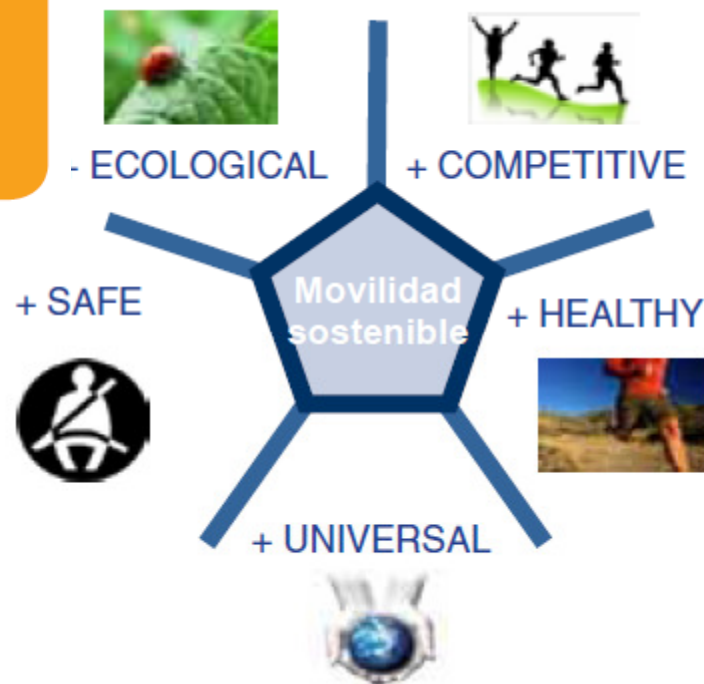 - ECOLOGICAL
+ COMPETITIVE
+ SAFE
Movilidad
sostenible
+ HEALTHY
+ UNIVERSAL